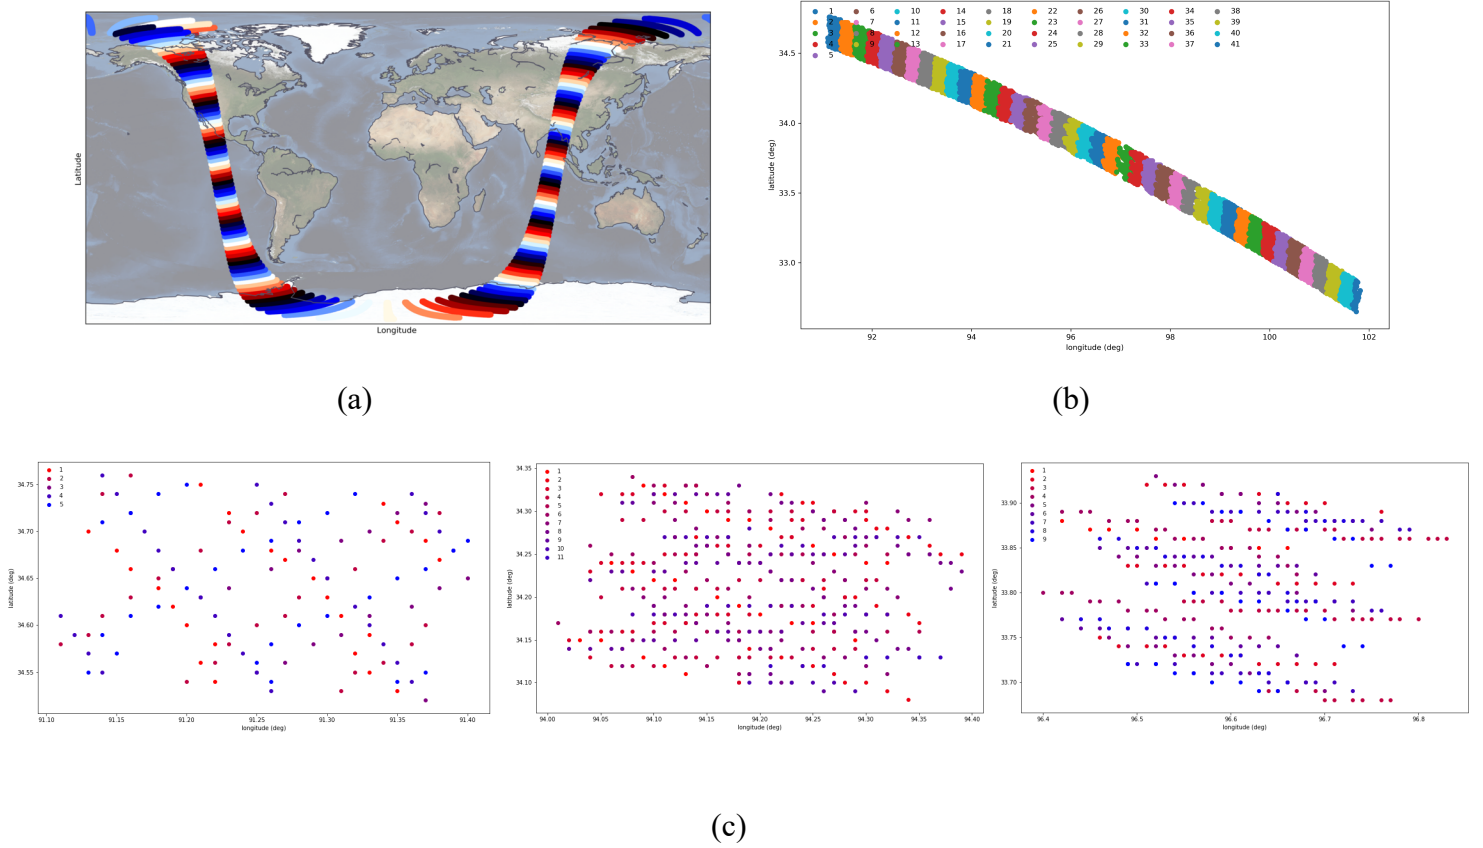 Latitude
Longitude
(a)
1 6 10 14 18 22 26 30 34 38
2 7 11 15 19 23 27 31 35 39
3 8 12 16 20 24 28 32 36 40
4 9 13 17 21 25 29 33 37 41
5
34.5
34.0
33.5
33.0
latitude (deg)
92 94 96 98 100 102
longitude (deg)
(b)
1
2
3
4
5
34.75
34.70
34.65
34.60
34.55
latitude (deg)
91.10 91.15 91.20 91.25 91.30 91.35 91.40
longitude (deg)
1
2
3
4
5
6
7
8
9
10
11
34.35
34.30
34.25
34.20
34.15
34.10
latitude (deg)
94.00 94.05 94.10 94.15 94.20 94.25 94.30 94.35 94.40
longitude (deg)
1
2
3
4
5
6
7
8
9
33.90
33.85
33.80
33.75
33.70
latitude (deg)
96.4 96.5 96.6 96.7 96.8
longitude (deg)
(c)